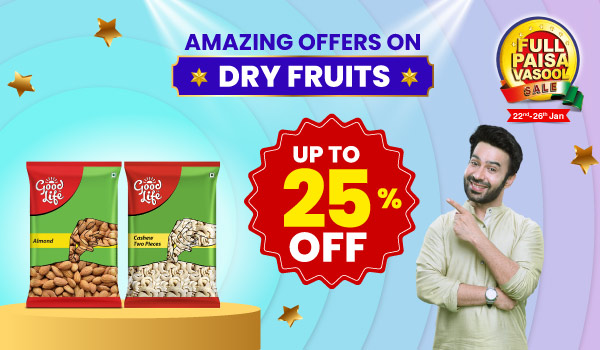 AMAZING OFFERS ON
DRY FRUITS
FULL
PAISA
VASOOL
SALE
22nd-26th Jan
UP TO
25%
OFF
Good
Life
Almond
Good
Life
Cashew
Two Pieces